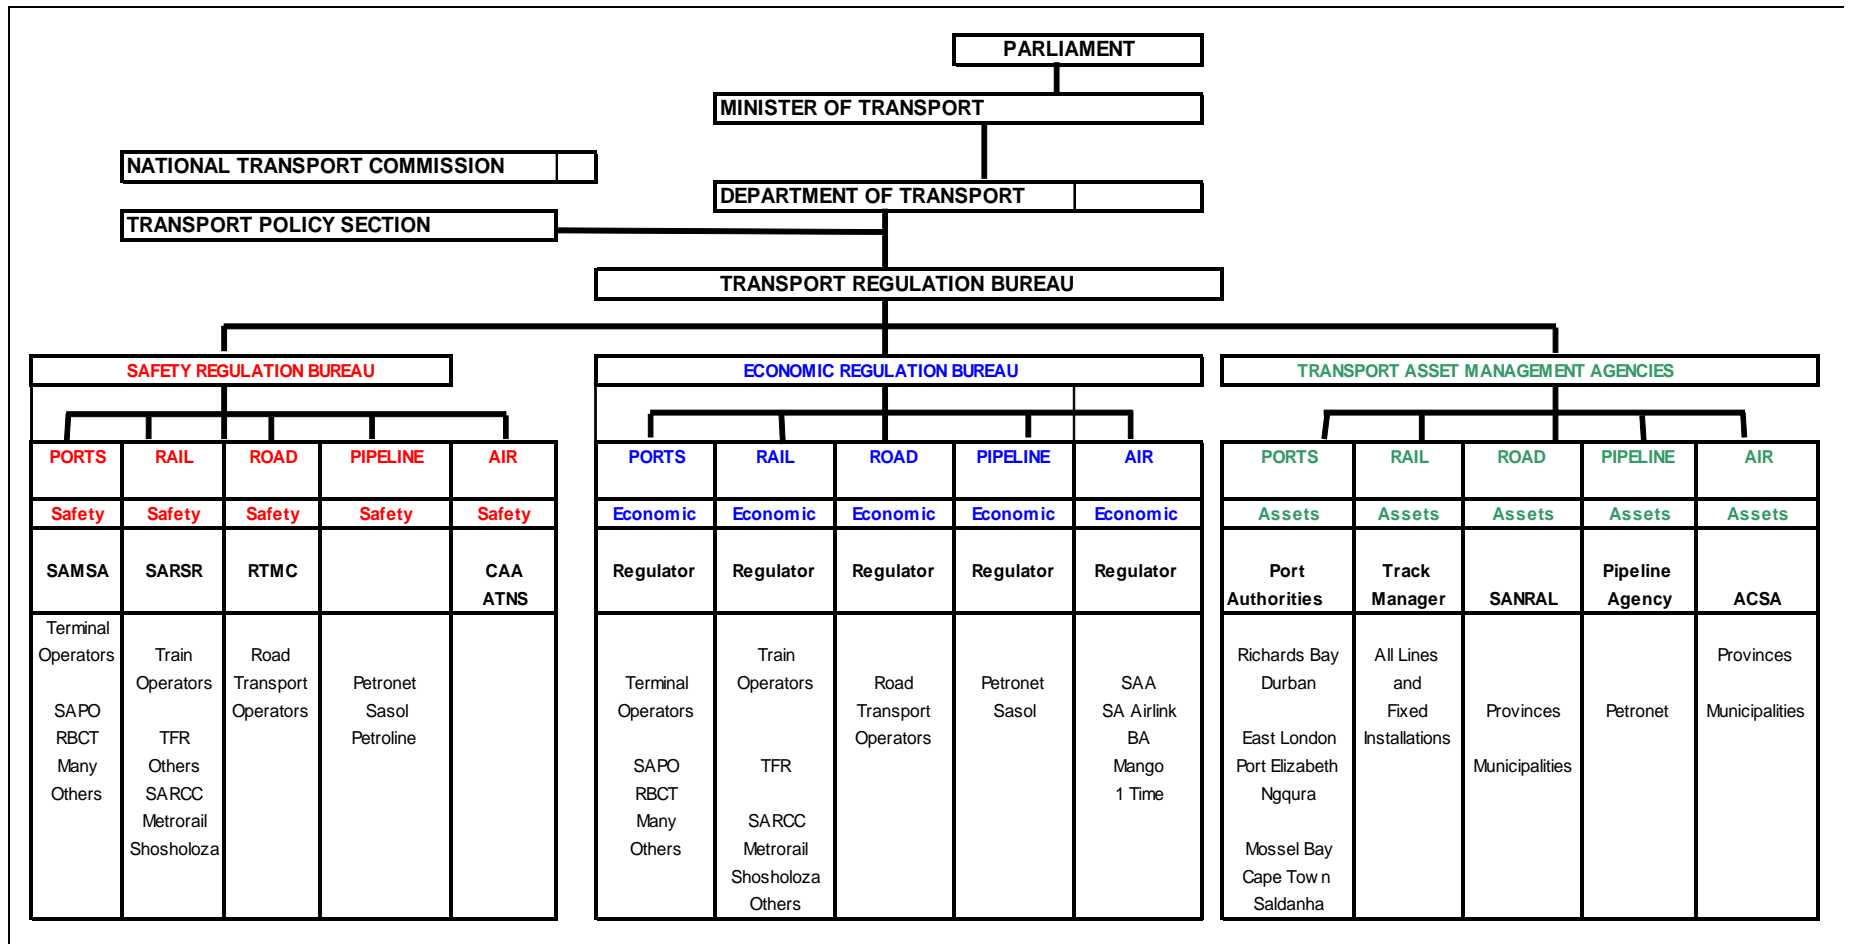 PARLIAMENT
MINISTER OF TRANSPORT
NATIONAL TRANSPORT COMMISSION
DEPARTMENT OF TRANSPORT
TRANSPORT POLICY SECTION
TRANSPORT REGULATION BUREAU
SAFETY REGULATION BUREAU
PORTS RAIL ROAD PIPELINE AIR
Safety Safety Safety Safety Safety
SAMSA SARSR RTMC CAA
ATNS
Terminal
Operators Train Road
Operators Transport Petronet
SAPO Operators Sasol
RBCT TFR Petroline
Many Others
Others SARCC
Metrorail
Shosholoza
ECONOMIC REGULATION BUREAU
PORTS RAIL ROAD PIPELINE AIR
Economic Economic Economic Economic Economic
Regulator Regulator Regulator Regulator Regulator
Train
Terminal Operators Road Petronet SAA
Operators Transport Sasol SA Airlink
Operators BA
SAPO TFR Mango
RBCT 1 Time
Many SARCC
Others Metrorail
Shosholoza
Others
TRANSPORT ASSET MANAGEMENT AGENCIES
PORTS RAIL ROAD PIPELINE AIR
Assets Assets Assets Assets Assets
Port Track Pipeline
Authorities Manager SANRAL Agency ACSA
Richards Bay All Lines Provinces
Durban and
Fixed Provinces Petronet Municipalities
East London Installations
Port Elizabeth Municipalities
Ngqura
Mossel Bay
Cape Town
Saldanha